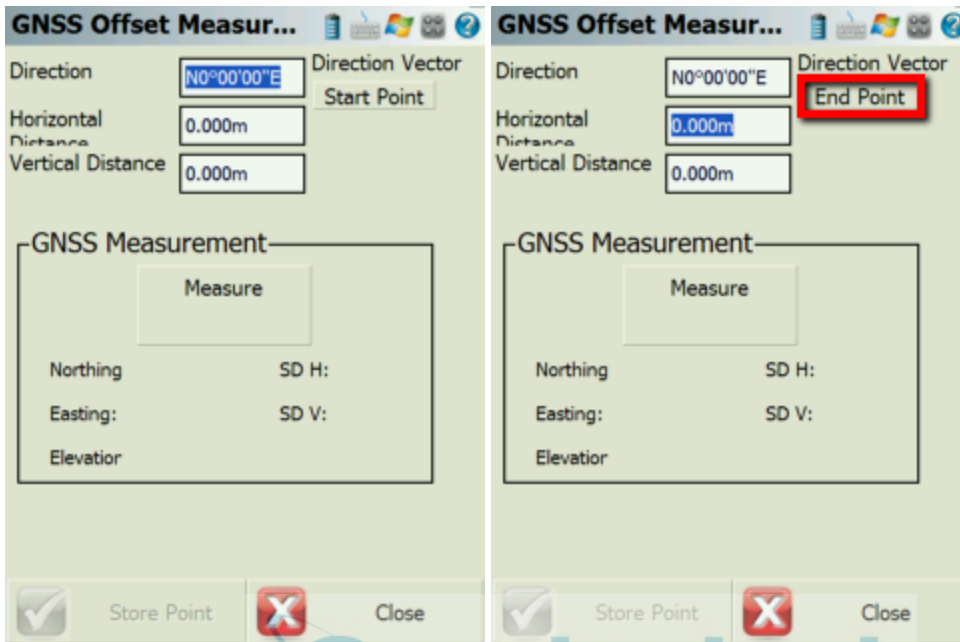 GNSS Offset Measur...
Direction
N0°00'00"E
Direction Vector
Start Point
Horizontal
Distance
0.000m
Vertical Distance
0.000m
GNSS Measurement
Measure
Northing
SD H:
Easting:
SD V:
Elevatior
Store Point
Close
GNSS Offset Measur...
Direction
N0°00'00"E
Direction Vector
End Point
Horizontal
Distance
0.000m
Vertical Distance
0.000m
GNSS Measurement
Measure
Northing
SD H:
Easting:
SD V:
Elevatior
Store Point
Close